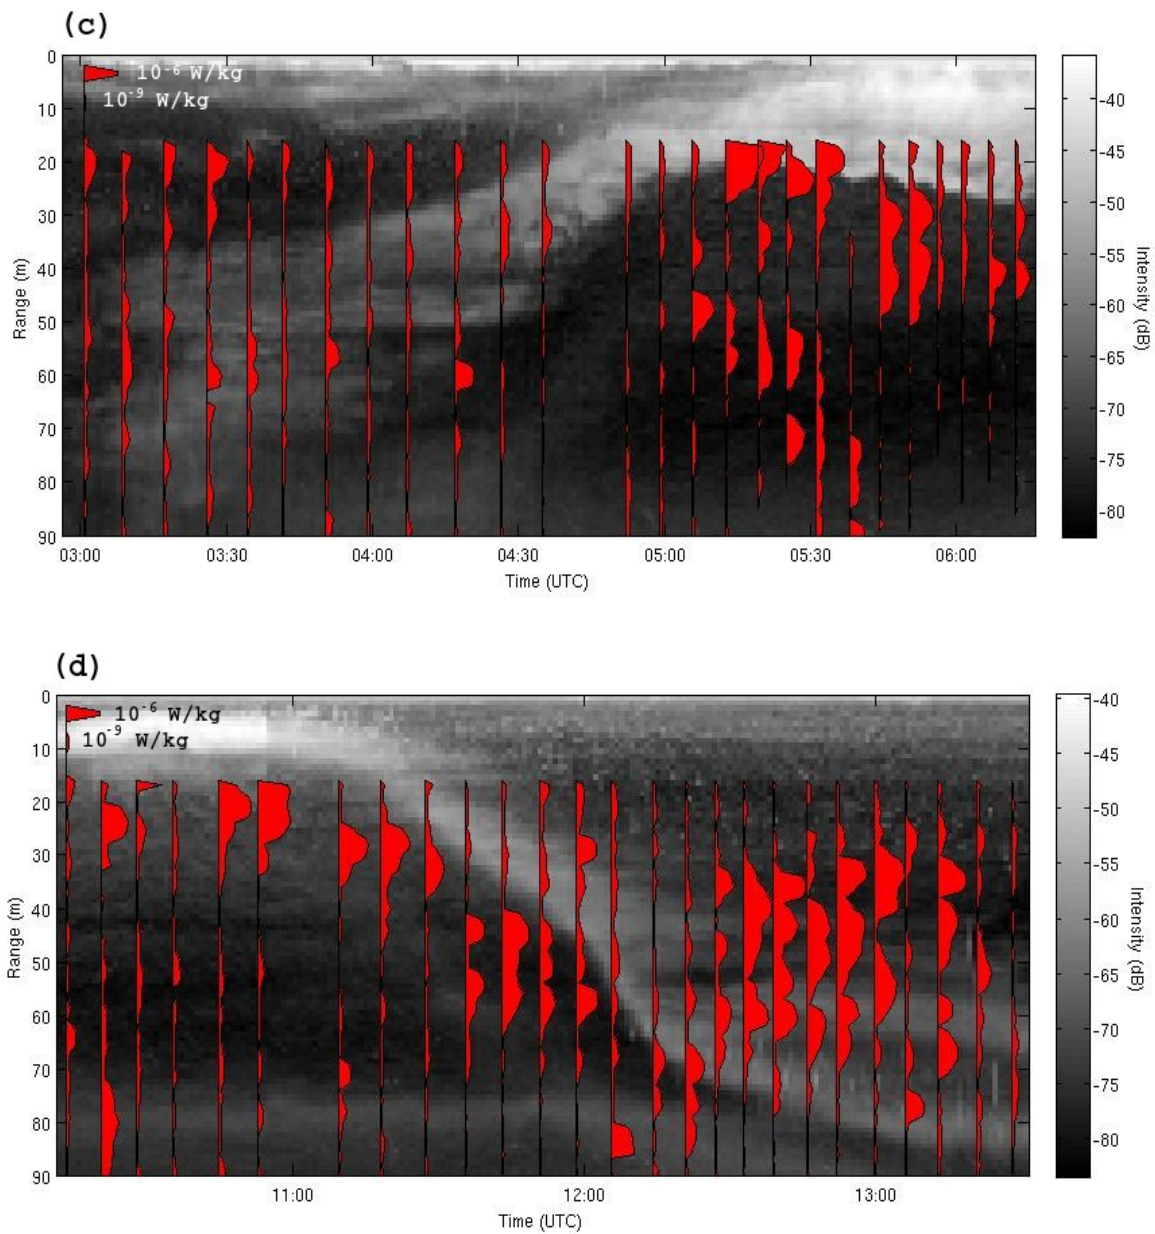 (c)
0
10⁻⁶ W/kg
10⁻⁹ W/kg
10
20
30
40
50
60
70
80
90
Range (m)
03:00 03:30 04:00 04:30 05:00 05:30 06:00
Time (UTC)
-40
-45
-50
-55
-60
-65
-70
-75
-80
Intensity (dB)
(d)
0
10⁻⁶ W/kg
10⁻⁹ W/kg
10
20
30
40
50
60
70
80
90
Range (m)
11:00 12:00 13:00
Time (UTC)
-40
-45
-50
-55
-60
-65
-70
-75
-80
Intensity (dB)